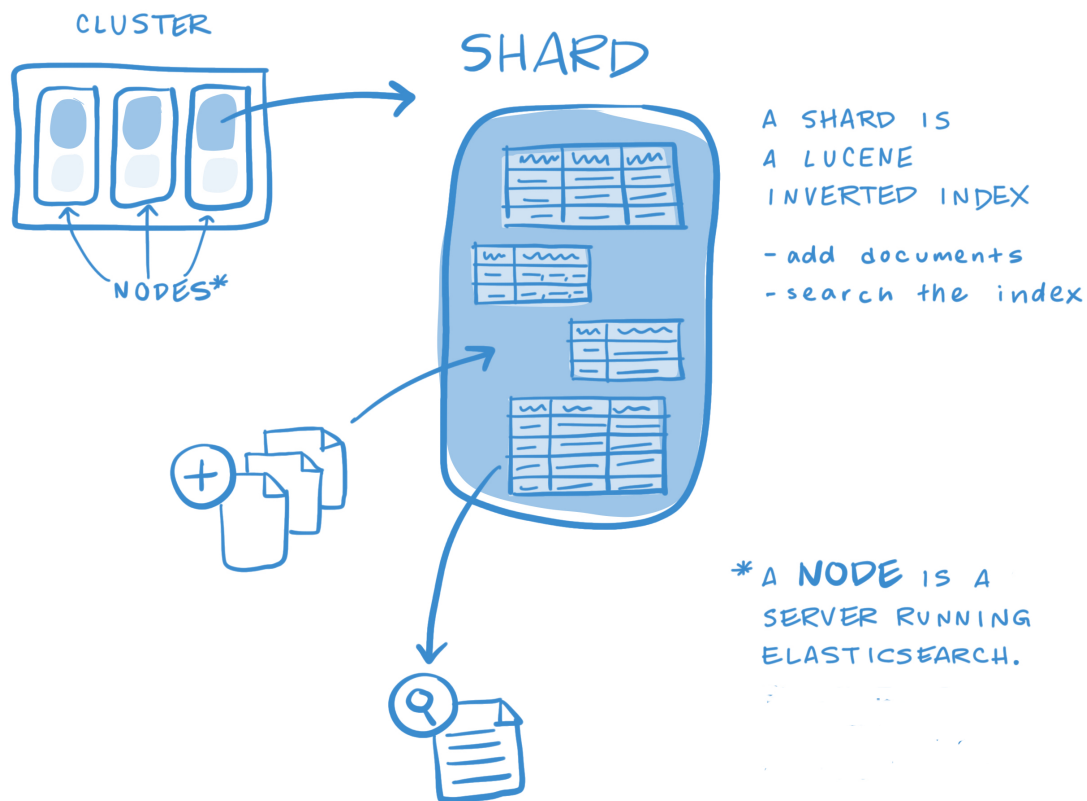 CLUSTER
SHARD
A SHARD IS
A LUCENE
INVERTED INDEX
- add documents
- search the index
NODES*
* A NODE IS A
SERVER RUNNING
ELASTICSEARCH.